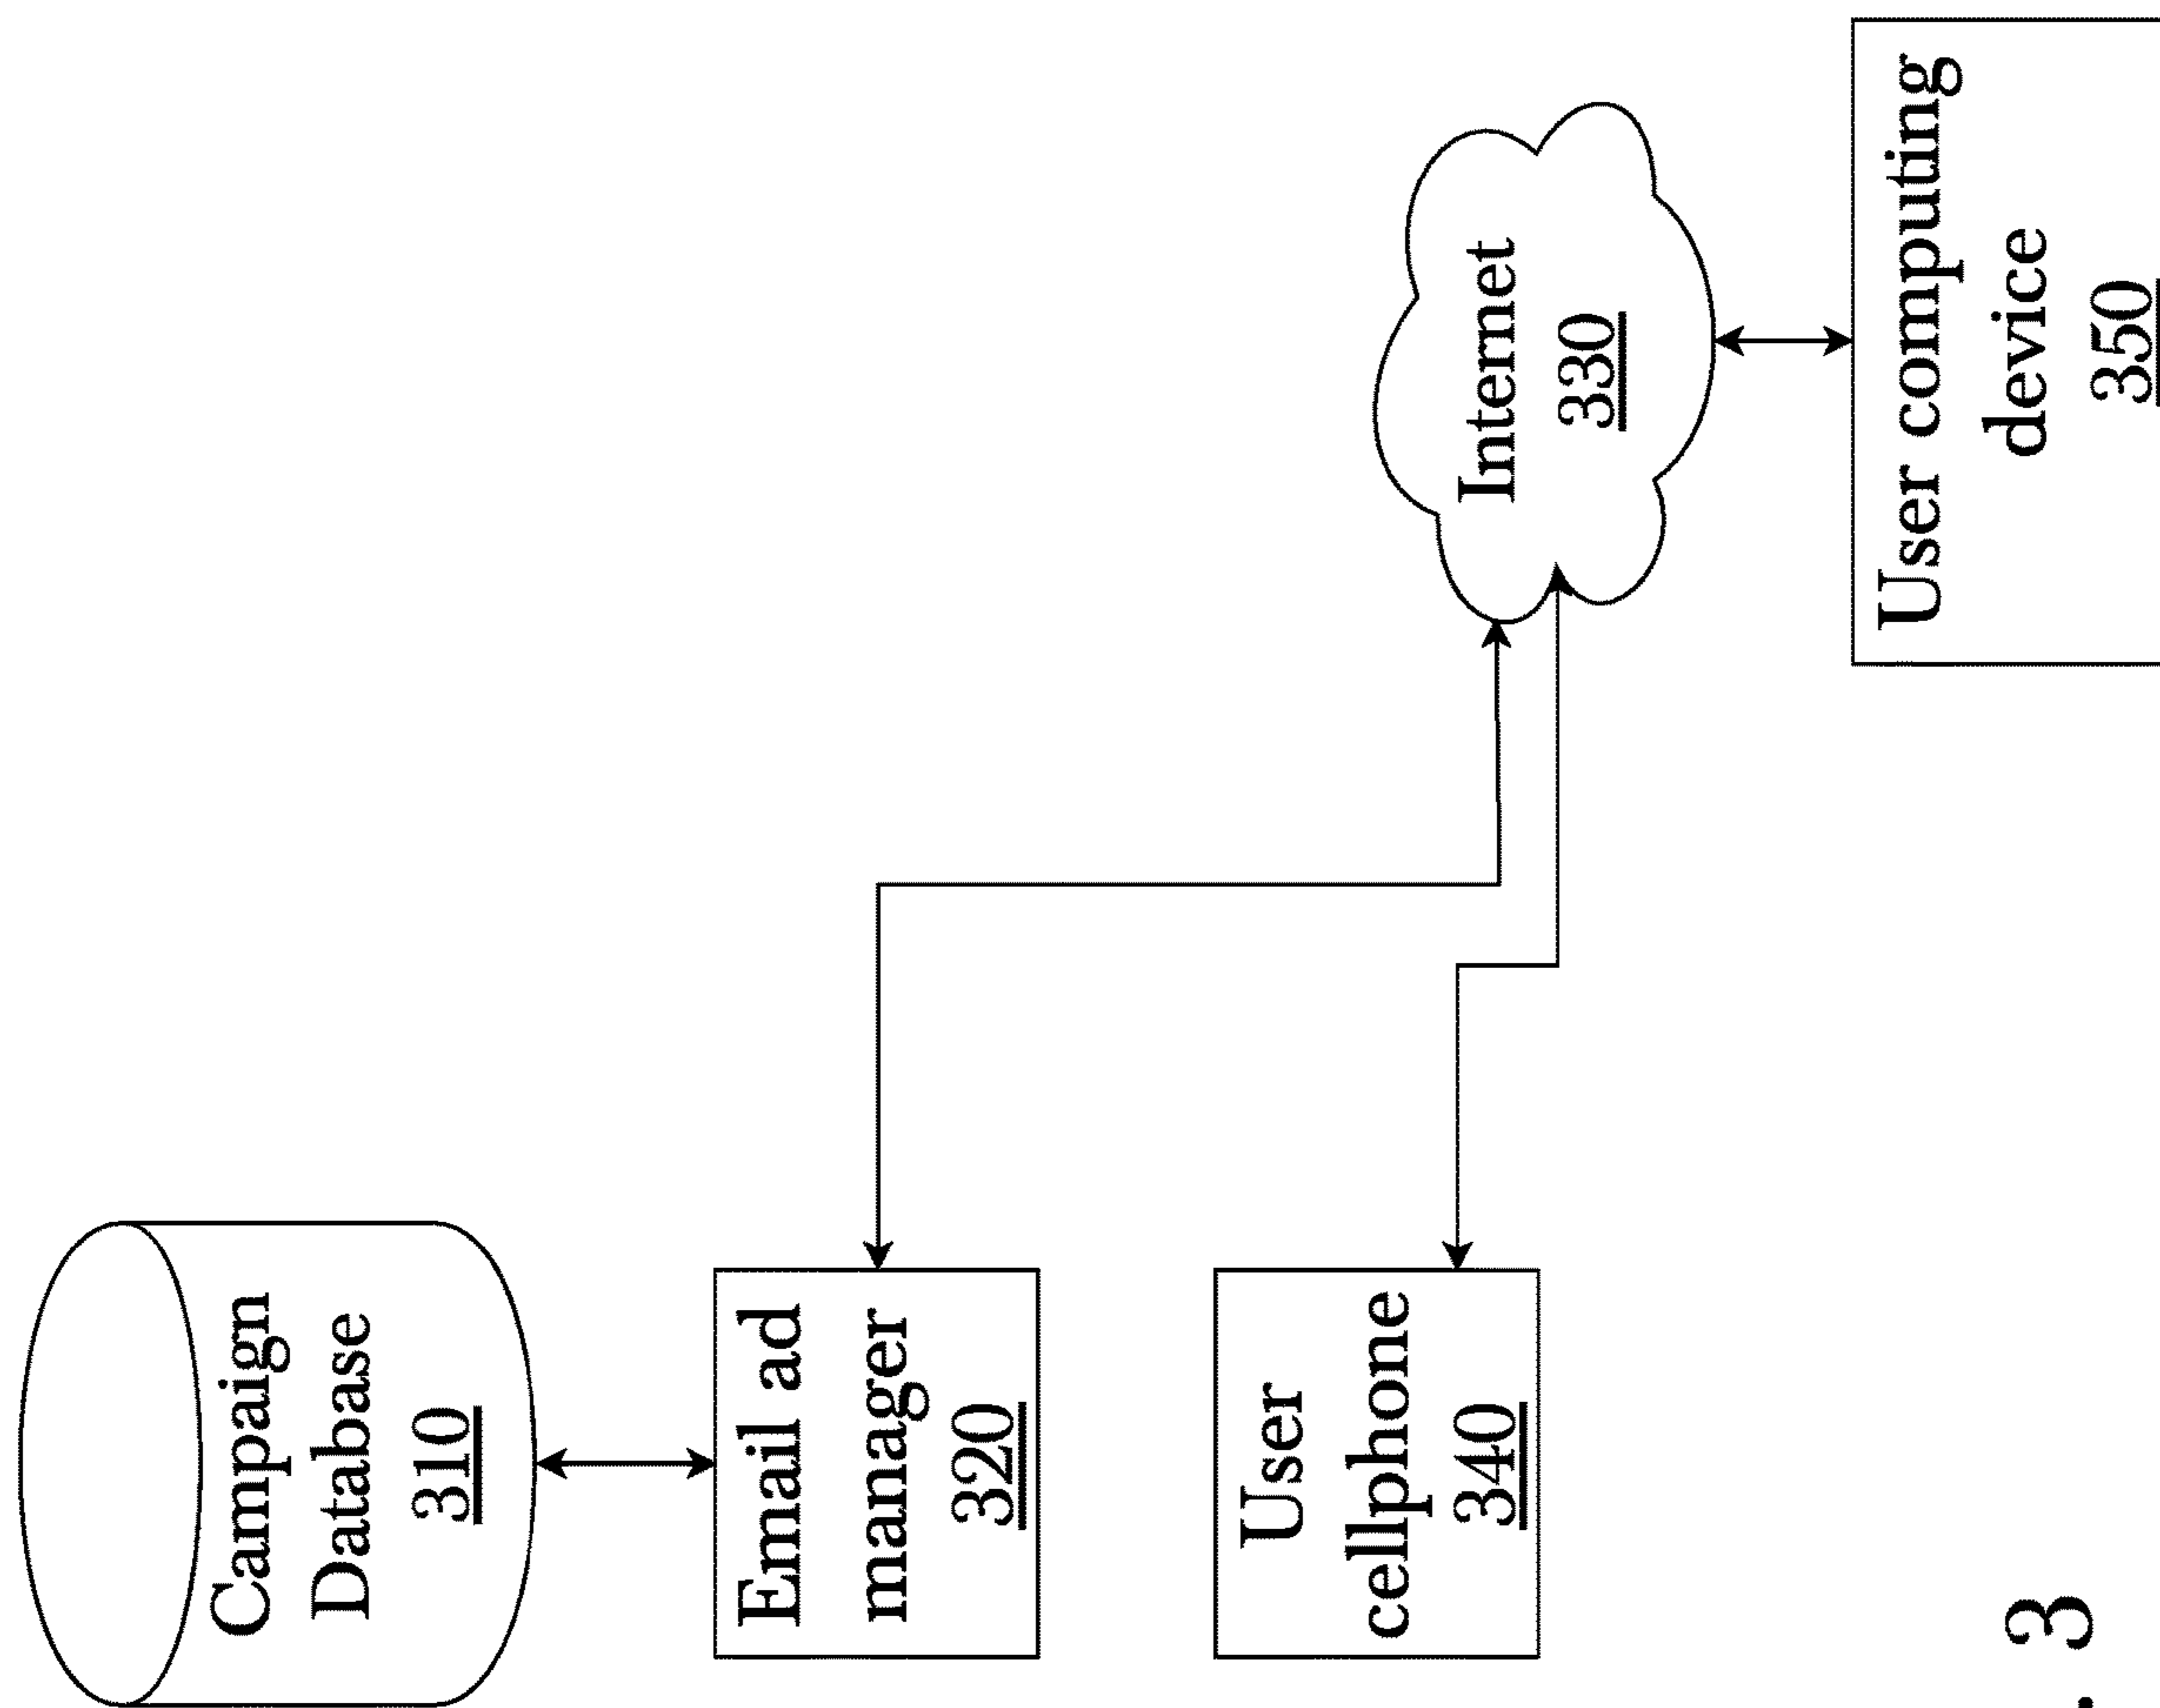 Campaign
Database
310
Email ad
manager
320
User
cellphone
340
Internet
330
User computing
device
350
. 3